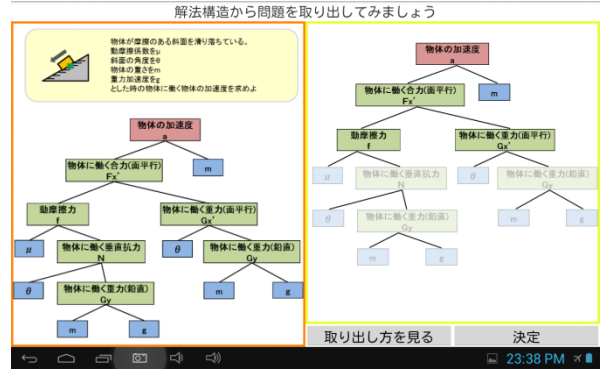 解法構造から問題を取り出してみましょう
物体が摩擦のある斜面を滑り落ちている。
動摩擦係数をμ
斜面の角度をθ
物体の重さをm
重力加速度をg
とした時の物体に働く物体の加速度を求めよ
物体の加速度
a
物体に働く合力(面平行)
Fx'
m
動摩擦力
f
物体に働く重力(面平行)
Gx'
μ
物体に働く垂直抗力
N
θ
物体に働く重力(鉛直)
Gy
θ
物体に働く重力(鉛直)
Gy
m
g
m
g
物体の加速度
a
物体に働く合力(面平行)
Fx'
m
動摩擦力
f
物体に働く重力(面平行)
Gx'
μ
物体に働く垂直抗力
N
θ
物体に働く重力(鉛直)
Gy
θ
物体に働く重力(鉛直)
Gy
m
g
m
g
取り出し方を見る
決定
23:38 PM